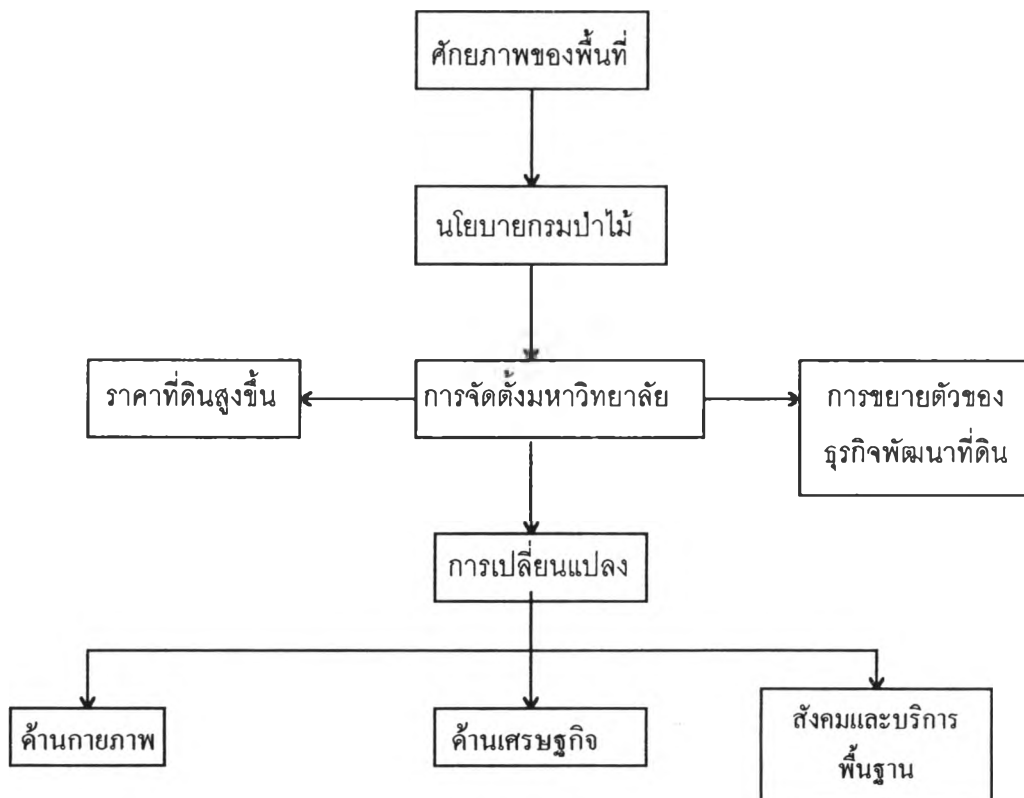 ศักยภาพของพื้นที่
นโยบายกรมป่าไม้
ราคาที่ดินสูงขึ้น
การจัดตั้งมหาวิทยาลัย
การขยายตัวของ
ธุรกิจพัฒนาที่ดิน
การเปลี่ยนแปลง
ด้านกายภาพ
ด้านเศรษฐกิจ
สังคมและบริการ
พื้นฐาน